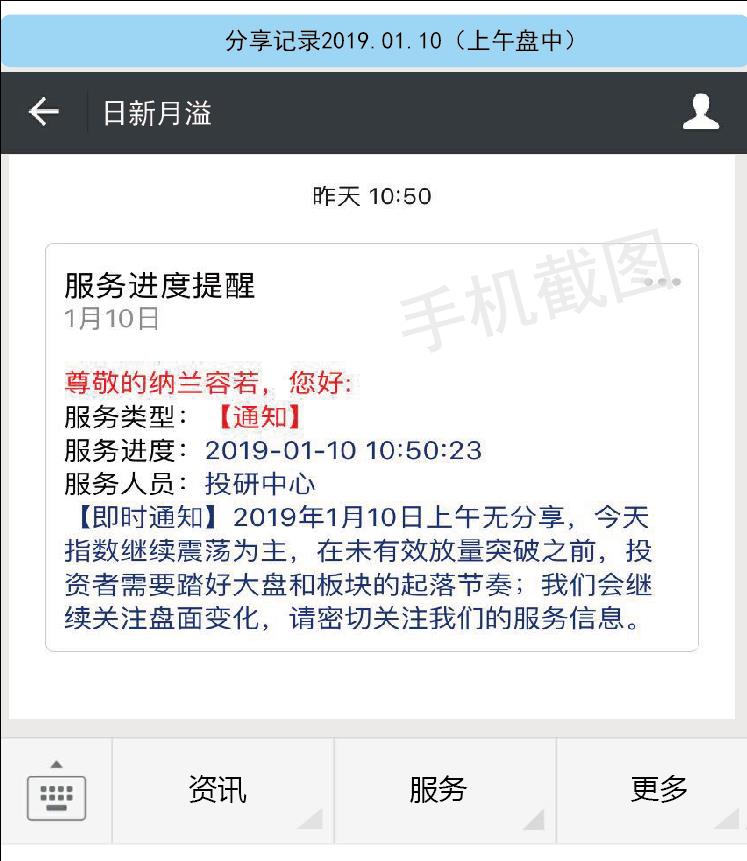 分享记录2019.01.10（上午盘中）
日新月溢
昨天 10:50
服务进度提醒
1月10日
手机截图
尊敬的纳兰容若，您好:
服务类型：【通知】
服务进度：2019-01-10 10:50:23
服务人员：投研中心
【即时通知】2019年1月10日上午无分享，今天
指数继续震荡为主，在未有效放量突破之前，投
资者需要踏好大盘和板块的起落节奏；我们会继
续关注盘面变化，请密切关注我们的服务信息。
资讯
服务
更多